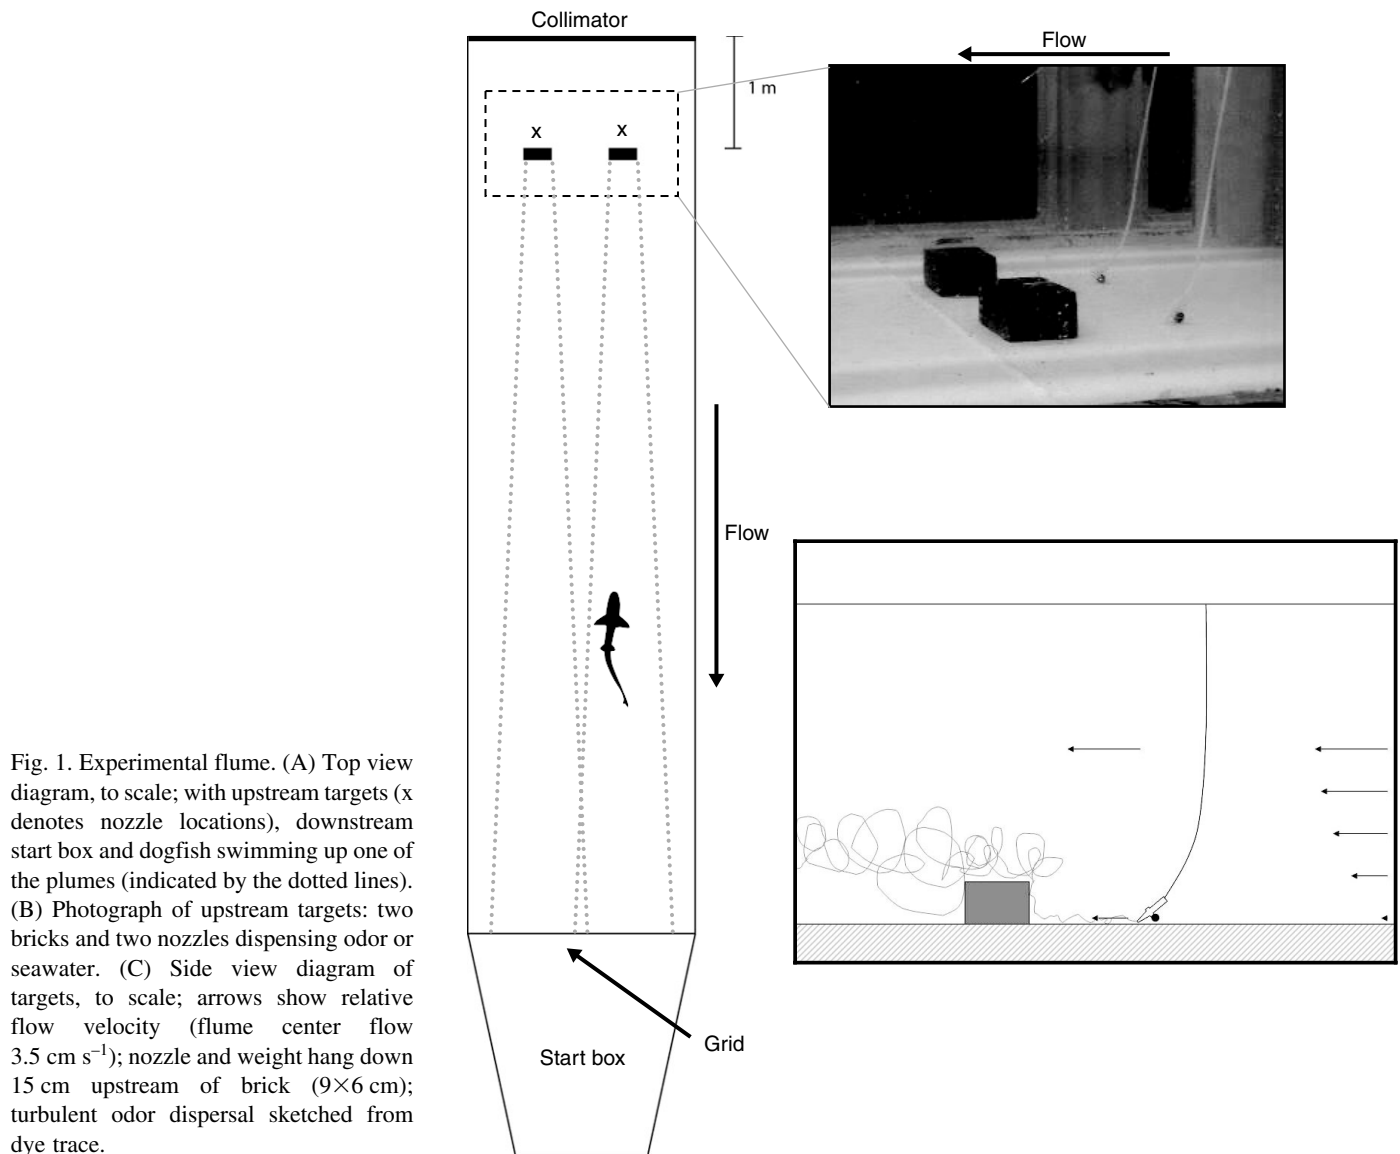 Collimator
Flow
1 m
x
x
Flow
Grid
Start box
Fig. 1. Experimental flume. (A) Top view
diagram, to scale; with upstream targets (x
denotes nozzle locations), downstream
start box and dogfish swimming up one of
the plumes (indicated by the dotted lines).
(B) Photograph of upstream targets: two
bricks and two nozzles dispensing odor or
seawater. (C) Side view diagram of
targets, to scale; arrows show relative
flow velocity (flume center flow
3.5 cm s⁻¹); nozzle and weight hang down
15 cm upstream of brick (9×6 cm);
turbulent odor dispersal sketched from
dye trace.